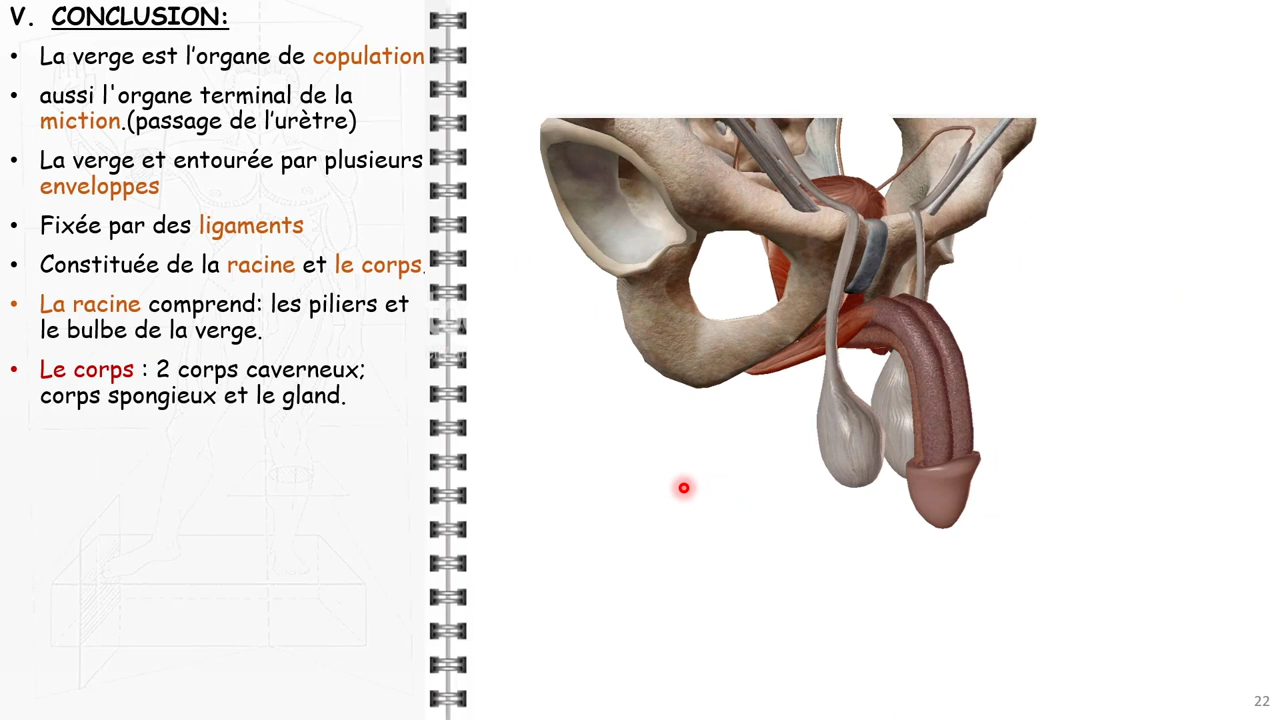 V. CONCLUSION:
• La verge est l’organe de copulation
• aussi l'organe terminal de la
miction.(passage de l’urètre)
• La verge et entourée par plusieurs
enveloppes
• Fixée par des ligaments
• Constituée de la racine et le corps.
• La racine comprend: les piliers et
le bulbe de la verge.
• Le corps : 2 corps caverneux;
corps spongieux et le gland.
22